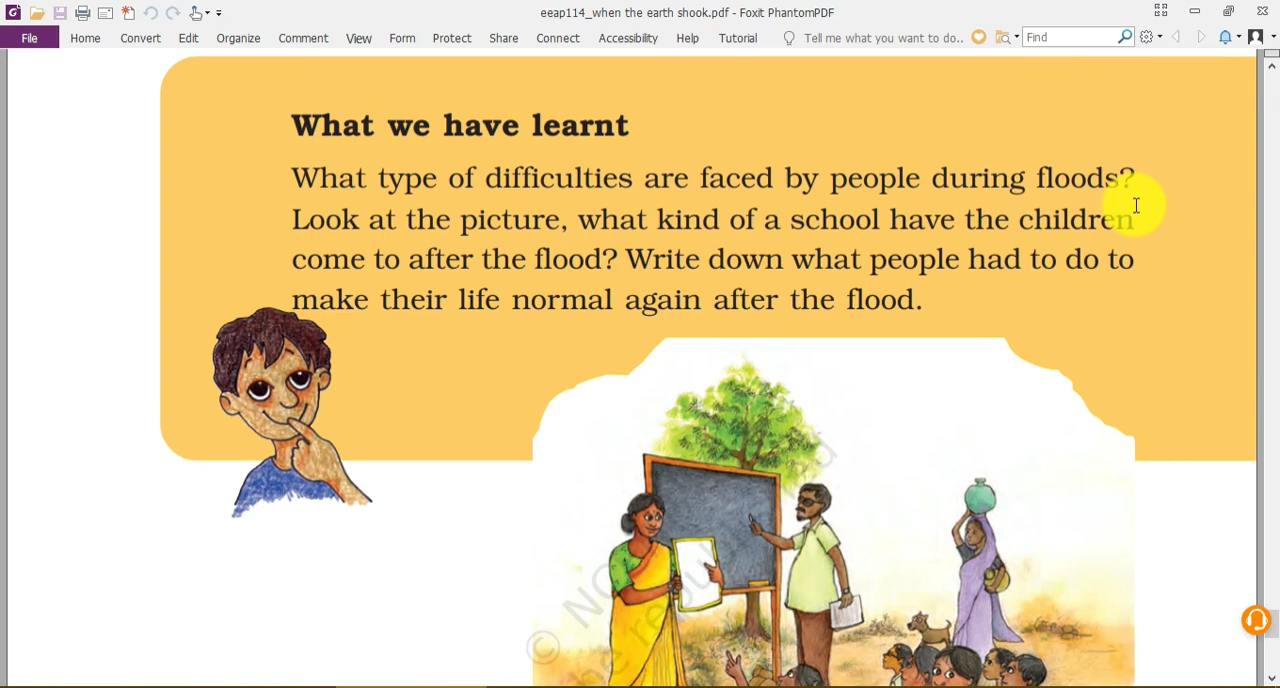 eeap114_when the earth shook.pdf - Foxit PhantomPDF
File Home Convert Edit Organize Comment View Form Protect Share Connect Accessibility Help Tutorial Tell me what you want to do.. Find
What we have learnt
What type of difficulties are faced by people during floods?
Look at the picture, what kind of a school have the children
come to after the flood? Write down what people had to do to
make their life normal again after the flood.
©